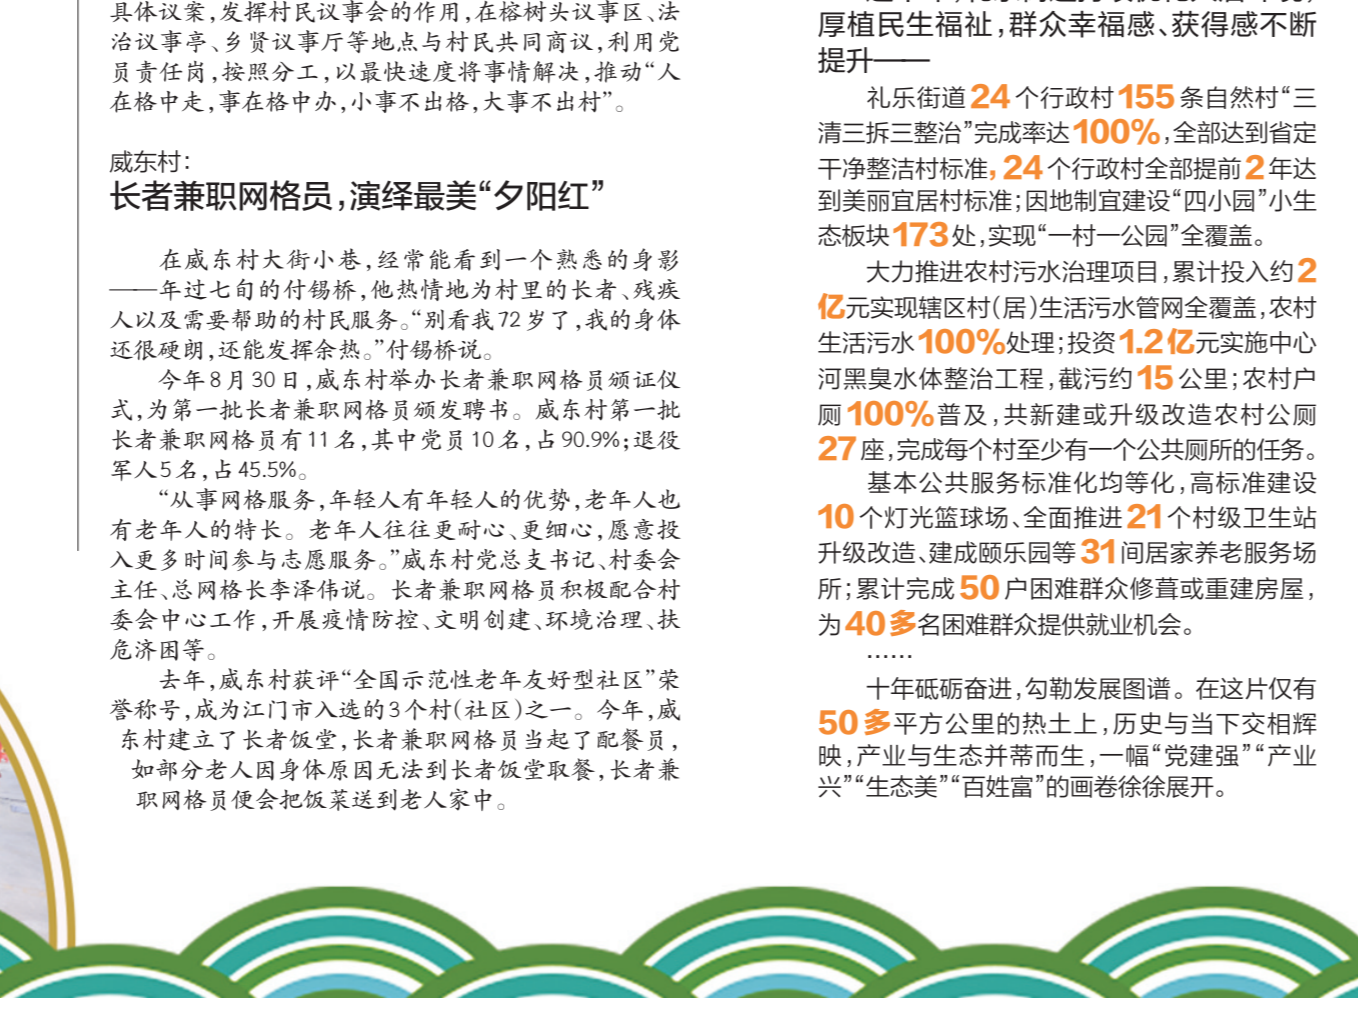 具体议案,发挥村民议事会的作用,在榕树头议事区、法
治议事亭、乡贤议事厅等地点与村民共同商议,利用党
员责任岗,按照分工,以最快速度将事情解决,推动“人
在格中走,事在格中办,小事不出格,大事不出村”。
威东村:
长者兼职网格员,演绎最美“夕阳红”
在威东村大街小巷,经常能看到一个熟悉的身影
——年过七旬的付锡桥,他热情地为村里的长者、残疾
人以及需要帮助的村民服务。“别看我72岁了,我的身体
还很硬朗,还能发挥余热。”付锡桥说。
今年8月30日,威东村举办长者兼职网格员颁证仪
式,为第一批长者兼职网格员颁发聘书。威东村第一批
长者兼职网格员有11名,其中党员10名,占90.9%;退役
军人5名,占45.5%。
“从事网格服务,年轻人有年轻人的优势,老年人也
有老年人的特长。老年人往往更耐心、更细心,愿意投
入更多时间参与志愿服务。”威东村党总支书记、村委会
主任、总网格长李泽伟说。长者兼职网格员积极配合村
委会中心工作,开展疫情防控、文明创建、环境治理、扶
危济困等。
去年,威东村获评“全国示范性老年友好型社区”荣
誉称号,成为江门市入选的3个村(社区)之一。今年,威
东村建立了长者饭堂,长者兼职网格员当起了配餐员,
如部分老人因身体原因无法到长者饭堂取餐,长者兼
职网格员便会把饭菜送到老人家中。
厚植民生福祉,群众幸福感、获得感不断
提升——
礼乐街道24个行政村155条自然村“三
清三拆三整治”完成率达100%,全部达到省定
干净整洁村标准,24个行政村全部提前2年达
到美丽宜居村标准;因地制宜建设“四小园”小生
态板块173处,实现“一村一公园”全覆盖。
大力推进农村污水治理项目,累计投入约2
亿元实现辖区村(居)生活污水管网全覆盖,农村
生活污水100%处理;投资1.2亿元实施中心
河黑臭水体整治工程,截污约15公里;农村户
厕100%普及,共新建或升级改造农村公厕
27座,完成每个村至少有一个公共厕所的任务。
基本公共服务标准化均等化,高标准建设
10个灯光篮球场、全面推进21个村级卫生站
升级改造、建成颐乐园等31间居家养老服务场
所;累计完成50户困难群众修葺或重建房屋,
为40多名困难群众提供就业机会。
……
十年砥砺奋进,勾勒发展图谱。在这片仅有
50多平方公里的热土上,历史与当下交相辉
映,产业与生态并蒂而生,一幅“党建强”“产业
兴”“生态美”“百姓富”的画卷徐徐展开。